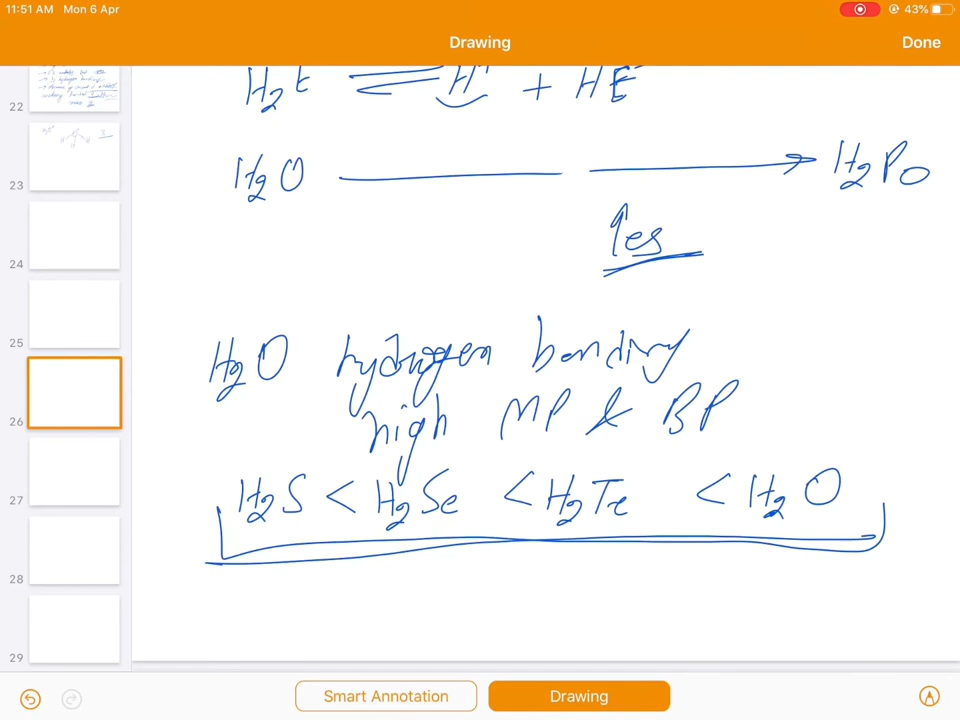 11:51 AM Mon 6 Apr
43%
Drawing
Done
22
23
24
25
26
27
28
29
H2E ⇌ H+ + HE-
H2O → H2Po
↑es
H2O hydrogen bonding
high MP & BP
H2S < H2Se < H2Te < H2O
Smart Annotation
Drawing